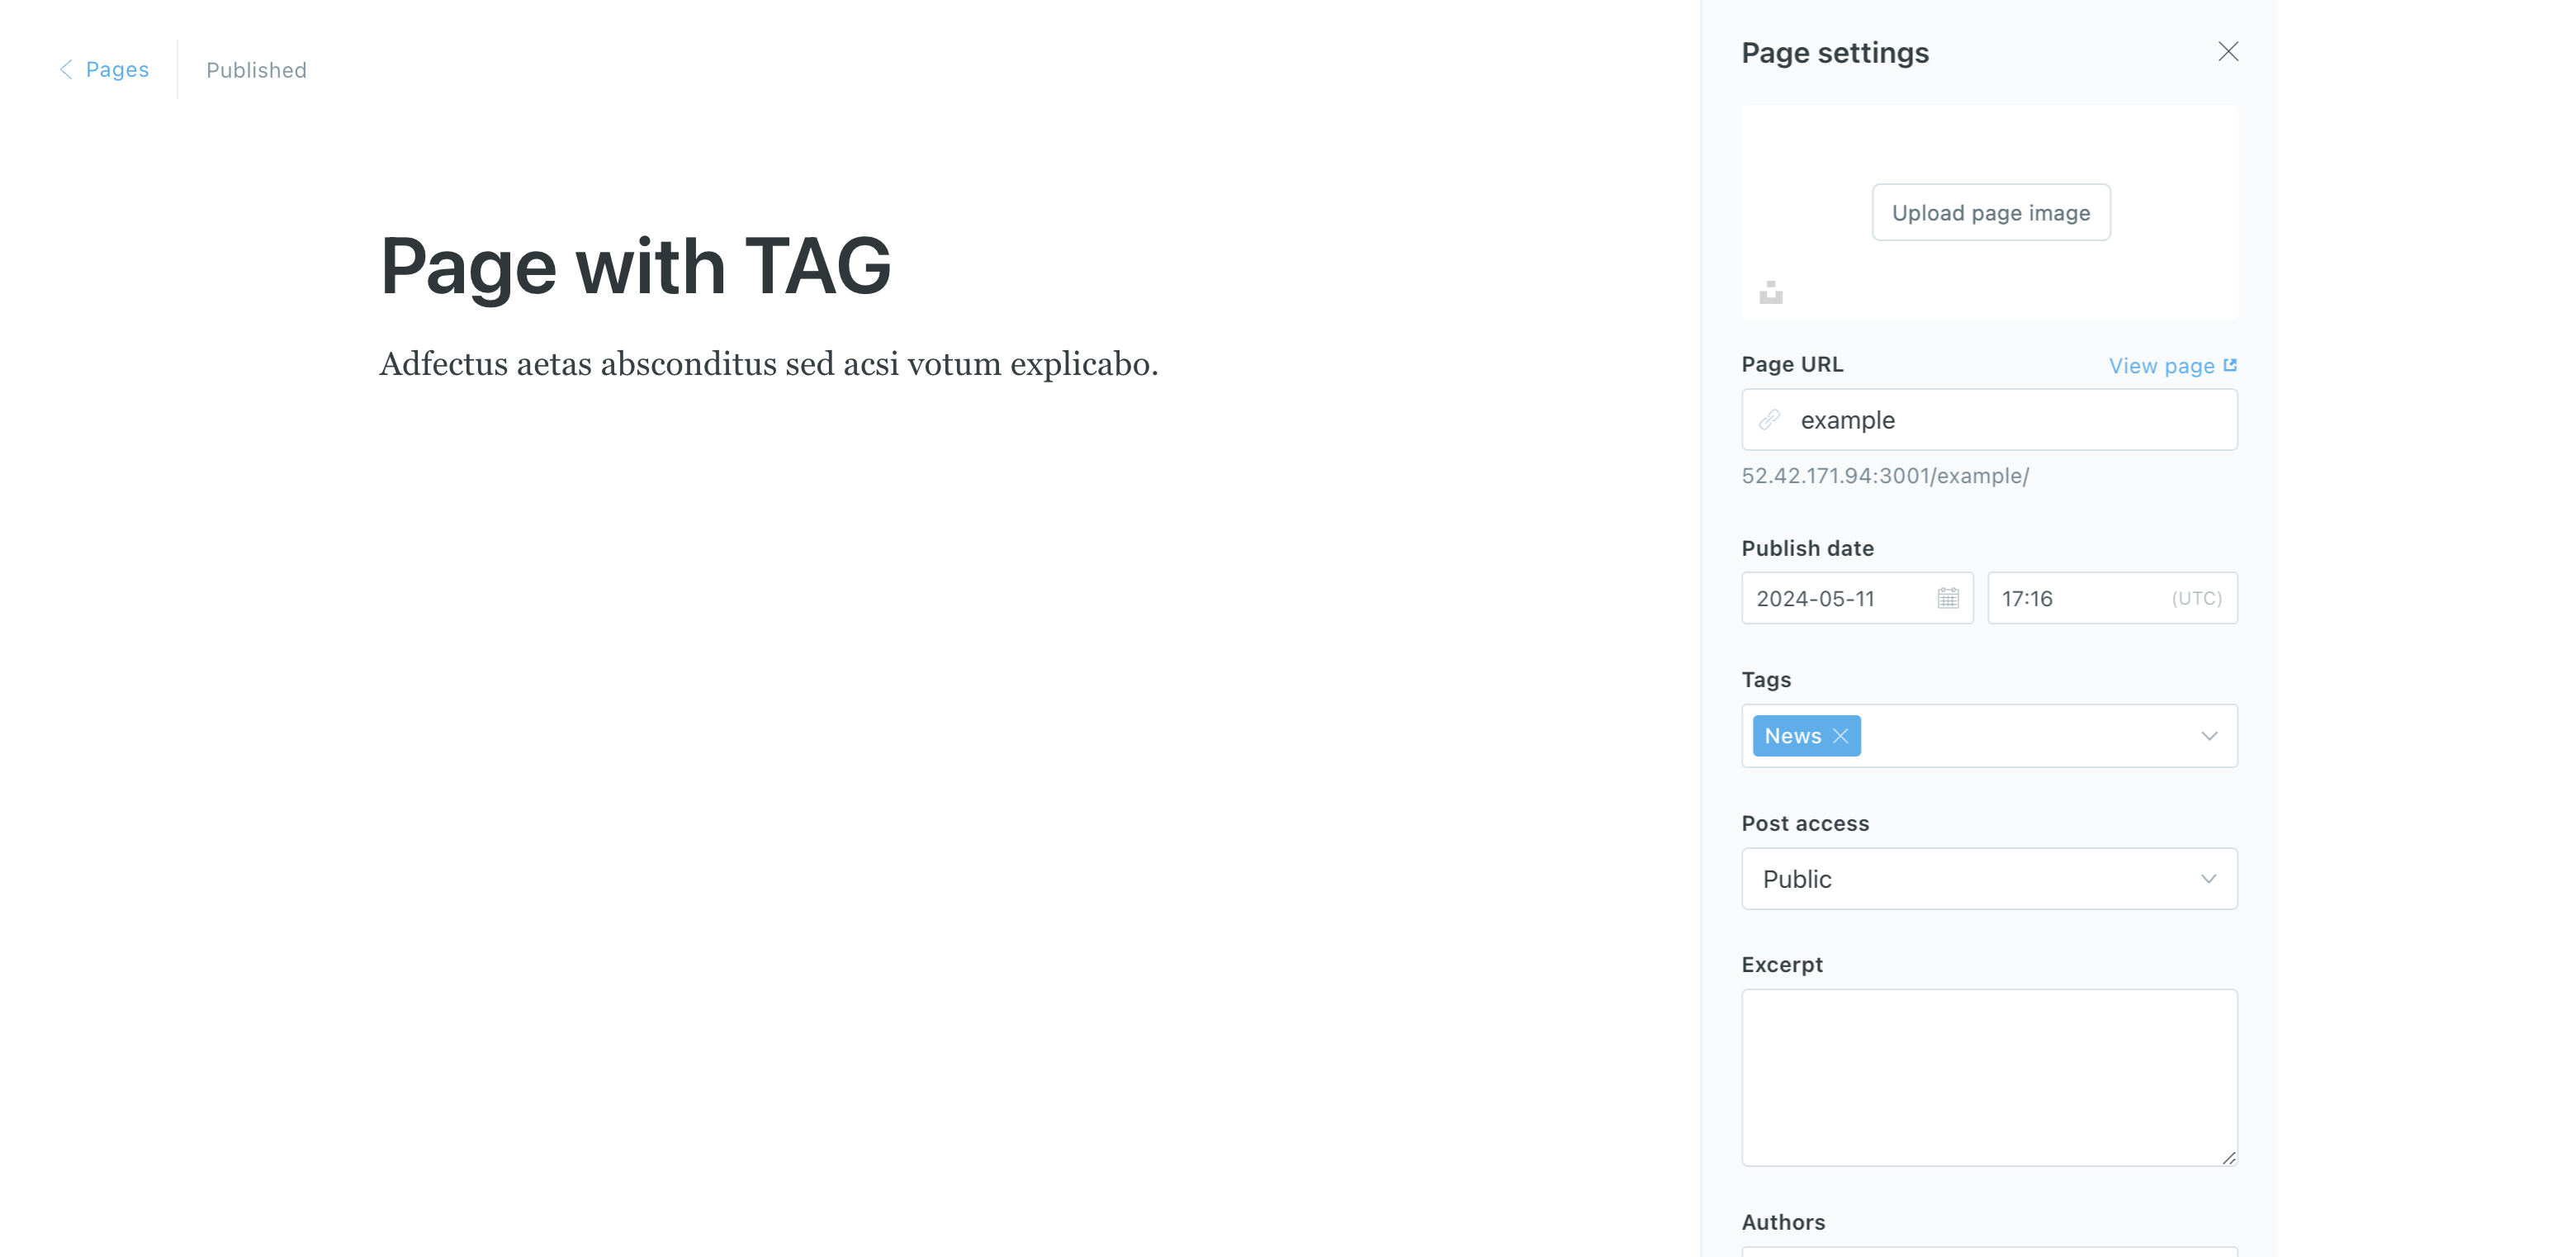 Pages
Published
Page with TAG
Adfectus aetas absconditus sed acsi votum explicabo.
Page settings
Upload page image
Page URL
View page
example
52.42.171.94:3001/example/
Publish date
2024-05-11
17:16
(UTC)
Tags
News
Post access
Public
Excerpt
Authors